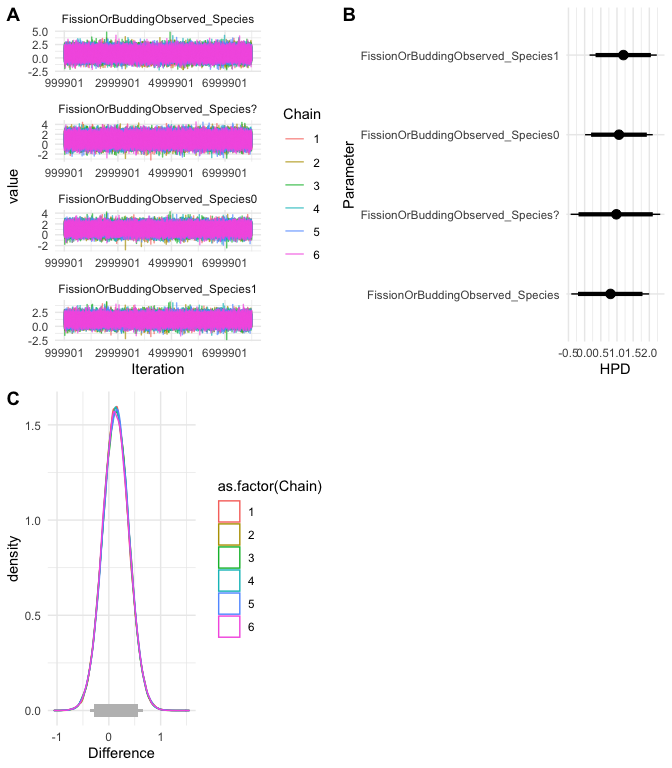 A
FissionOrBuddingObserved_Species
5.0
2.5
0.0
-2.5
9999901 2999901 4999901 6999901
FissionOrBuddingObserved_Species?
4
2
0
-2
9999901 2999901 4999901 6999901
FissionOrBuddingObserved_Species0
4
2
0
-2
9999901 2999901 4999901 6999901
FissionOrBuddingObserved_Species1
2.5
0.0
-2.5
9999901 2999901 4999901 6999901
value
Iteration
Chain
1
2
3
4
5
6
B
FissionOrBuddingObserved_Species1
FissionOrBuddingObserved_Species0
FissionOrBuddingObserved_Species?
FissionOrBuddingObserved_Species
Parameter
-0.50.00.51.01.52.0
HPD
C
1.5
1.0
0.5
0.0
density
-1 0 1
Difference
as.factor(Chain)
1
2
3
4
5
6